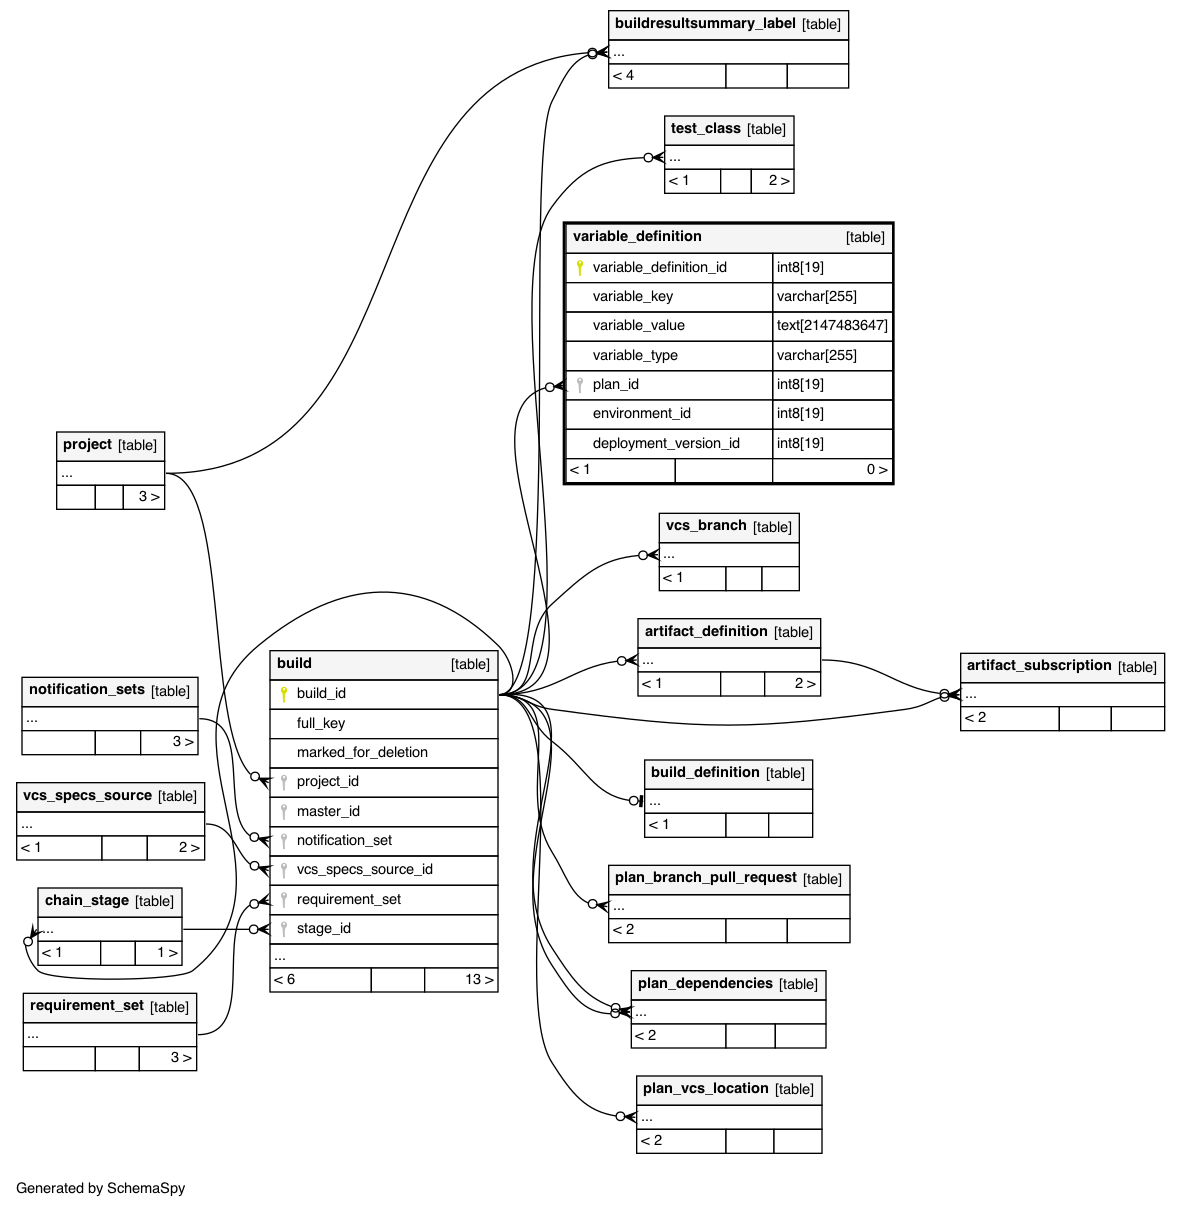 buildresultsummary_label [table]
...
< 4
test_class [table]
...
< 1 2 >
variable_definition [table]
variable_definition_id int8[19]
variable_key varchar[255]
variable_value text[2147483647]
variable_type varchar[255]
plan_id int8[19]
environment_id int8[19]
deployment_version_id int8[19]
< 1 0 >
project [table]
...
3 >
vcs_branch [table]
...
< 1
artifact_definition [table]
...
< 1 2 >
artifact_subscription [table]
...
< 2
build [table]
build_id
full_key
marked_for_deletion
project_id
master_id
notification_set
vcs_specs_source_id
requirement_set
stage_id
...
< 6 13 >
notification_sets [table]
...
3 >
vcs_specs_source [table]
...
< 1 2 >
chain_stage [table]
...
< 1 1 >
requirement_set [table]
...
3 >
build_definition [table]
...
< 1
plan_branch_pull_request [table]
...
< 2
plan_dependencies [table]
...
< 2
plan_vcs_location [table]
...
< 2
Generated by SchemaSpy